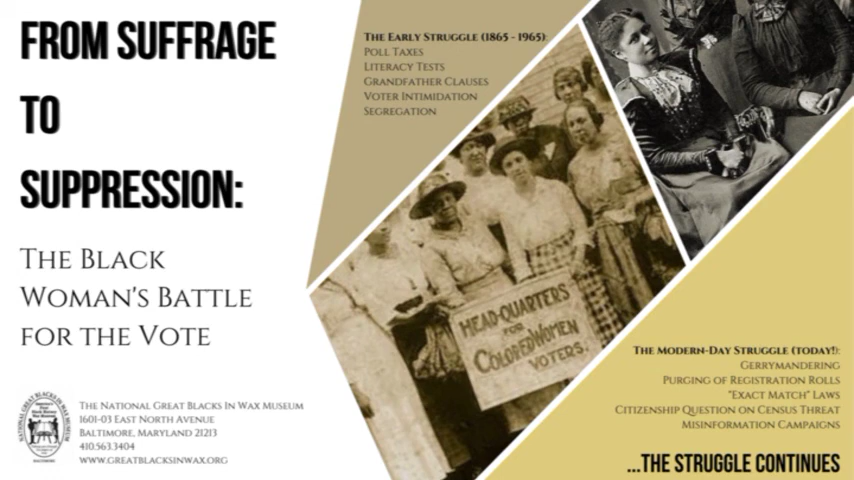 FROM SUFFRAGE
TO
SUPPRESSION:
THE BLACK
WOMAN'S BATTLE
FOR THE VOTE
THE NATIONAL GREAT BLACKS IN WAX MUSEUM
1601-03 EAST NORTH AVENUE
BALTIMORE, MARYLAND 21213
410.563.3404
WWW.GREATBLACKSINWAX.ORG
THE EARLY STRUGGLE (1865 - 1965):
POLL TAXES
LITERACY TESTS
GRANDFATHER CLAUSES
VOTER INTIMIDATION
SEGREGATION
HEAD-QUARTERS
FOR
COLORED WOMEN
VOTERS.
THE MODERN-DAY STRUGGLE (TODAY!):
GERRYMANDERING
PURGING OF REGISTRATION ROLLS
"EXACT MATCH" LAWS
CITIZENSHIP QUESTION ON CENSUS THREAT
MISINFORMATION CAMPAIGNS
...THE STRUGGLE CONTINUES